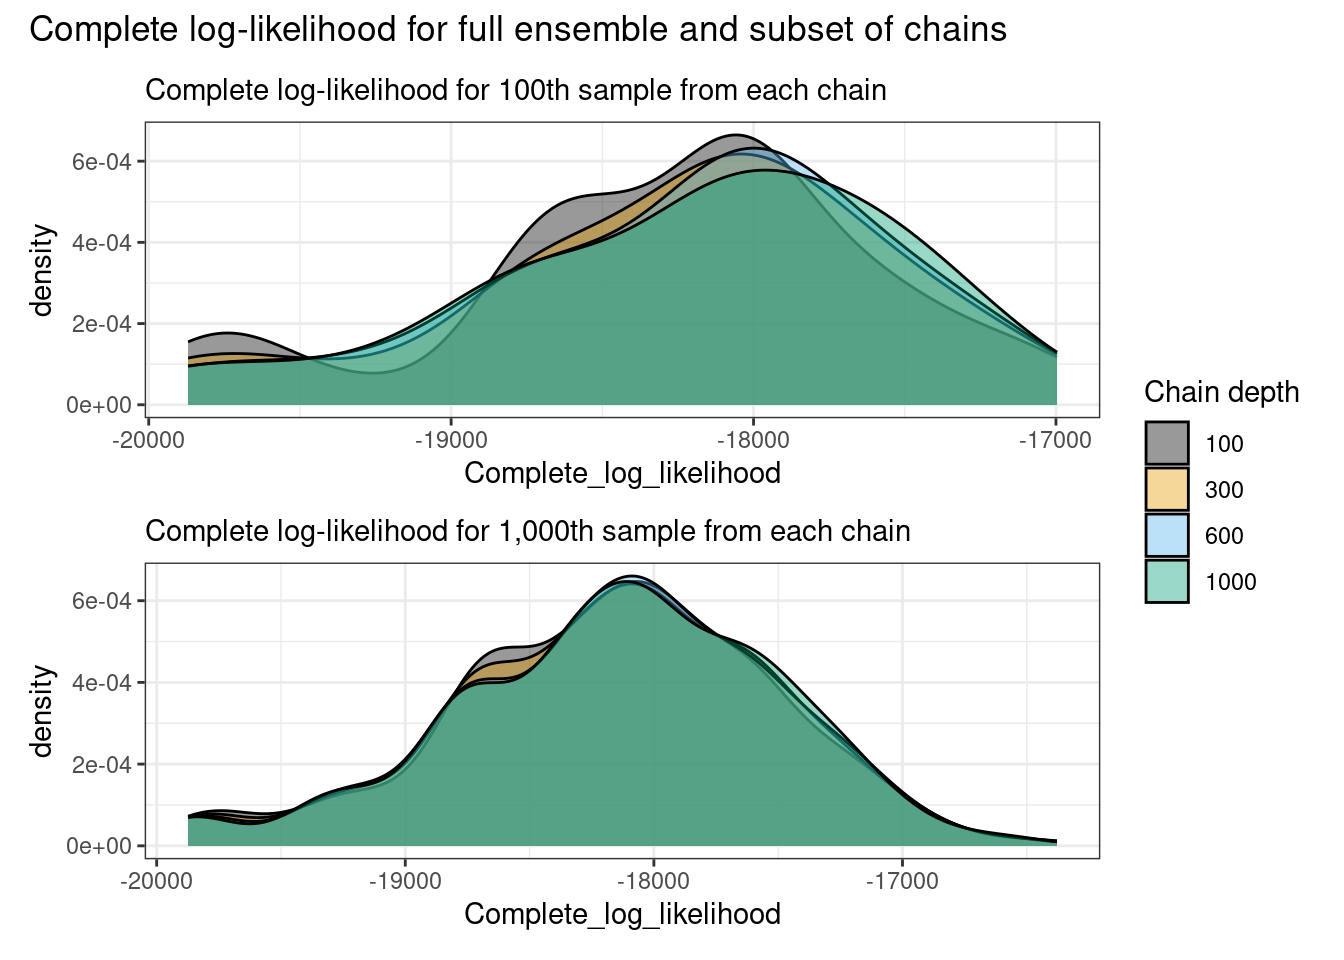 Complete log-likelihood for full ensemble and subset of chains
Complete log-likelihood for 100th sample from each chain
density
6e-04
4e-04
2e-04
0e+00
-20000 -19000 -18000 -17000
Complete_log_likelihood
Complete log-likelihood for 1,000th sample from each chain
density
6e-04
4e-04
2e-04
0e+00
-20000 -19000 -18000 -17000
Complete_log_likelihood
Chain depth
100
300
600
1000